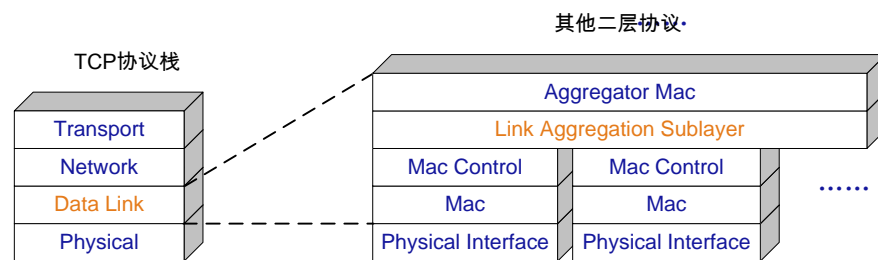 TCP协议栈
Transport
Network
Data Link
Physical
其他二层协议……
Aggregator Mac
Link Aggregation Sublayer
Mac Control
Mac Control
Mac
Mac
Physical Interface
Physical Interface
……